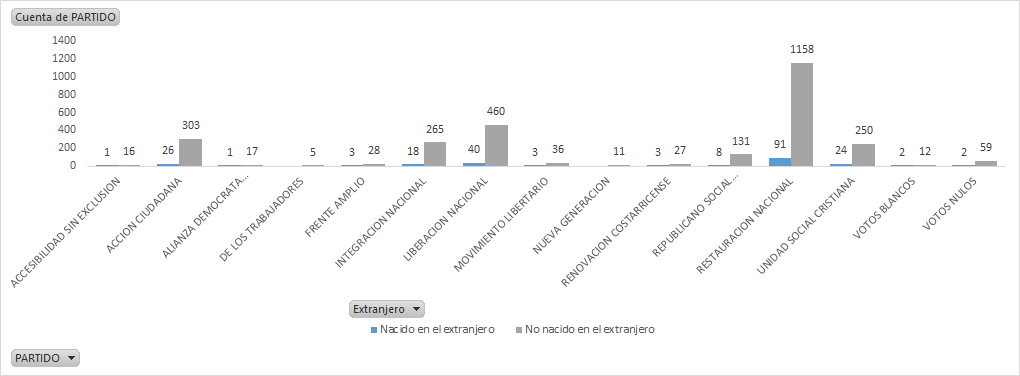 Cuenta de PARTIDO
1400
1200
1000
800
600
400
200
0
1 16
26 303
1 17
5
3 28
18 265
40 460
3 36
11
3 27
8 131
91 1158
24 250
2 12
2 59
ACCESIBILIDAD SIN EXCLUSION
ACCION CIUDADANA
ALIANZA DEMOCRATA...
DE LOS TRABAJADORES
FRENTE AMPLIO
INTEGRACION NACIONAL
LIBERACION NACIONAL
MOVIMIENTO LIBERTARIO
NUEVA GENERACION
RENOVACION COSTARRICENSE
REPUBLICANO SOCIAL...
RESTAURACION NACIONAL
UNIDAD SOCIAL CRISTIANA
VOTOS BLANCOS
VOTOS NULOS
Extranjero
Nacido en el extranjero No nacido en el extranjero
PARTIDO